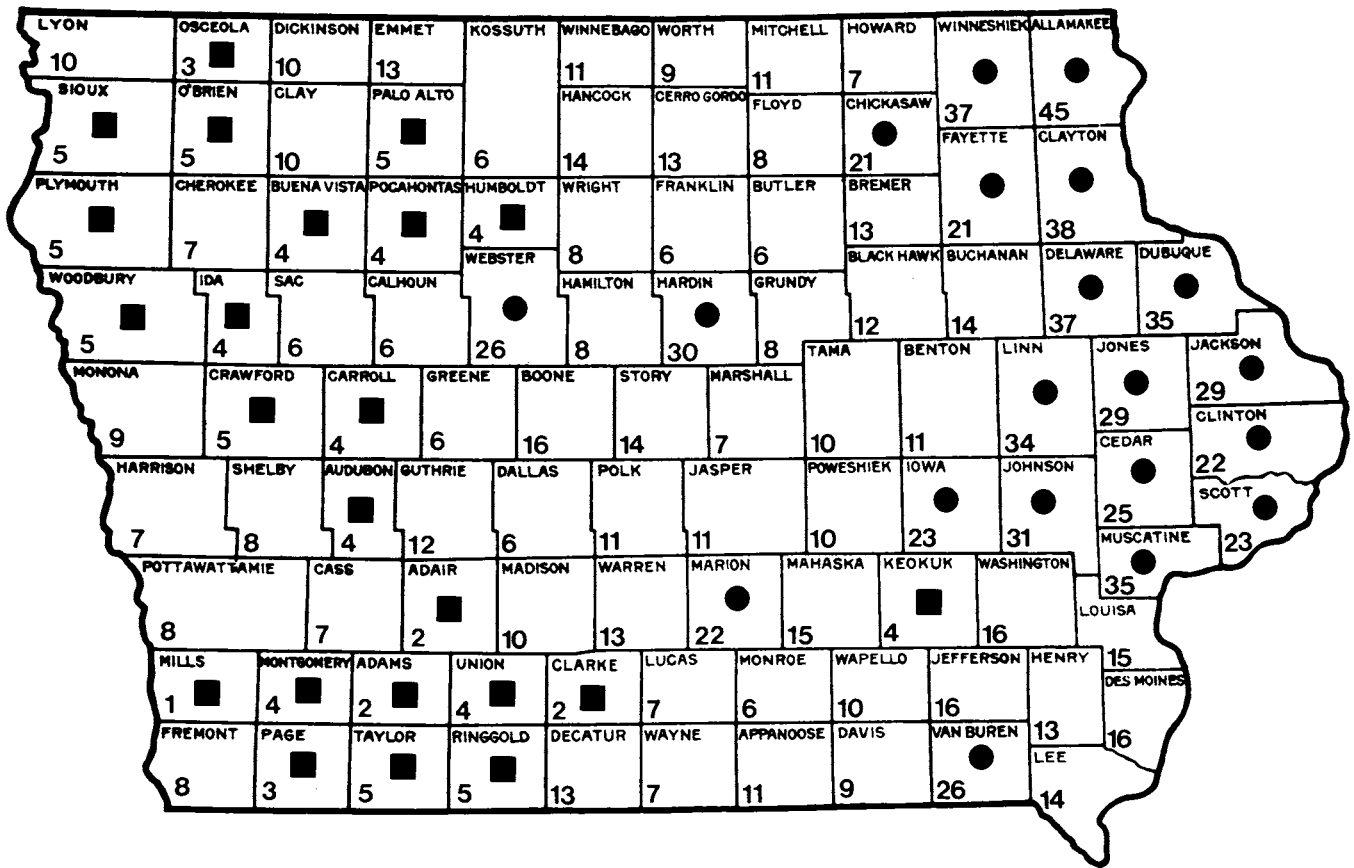 LYON OSCEOLA DICKINSON EMMET KOSSUTH WINNEBAGO WORTH MITCHELL HOWARD WINNESHIEK ALLAMAKEE
10 3 10 13 6 11 9 11 7 37 45
SIOUX O'BRIEN CLAY PALO ALTO HANCOCK CERRO GORDO FLOYD CHICKASAW FAYETTE CLAYTON
5 5 10 5 14 13 8 21 21 38
PLYMOUTH CHEROKEE BUENA VISTA POCAHONTAS HUMBOLDT WRIGHT FRANKLIN BUTLER BREMER
5 7 4 4 4 8 6 6 13
WOODBURY IDA SAC CALHOUN WEBSTER HAMILTON HARDIN GRUNDY BLACK HAWK BUCHANAN DELAWARE DUBUQUE
5 4 6 6 26 8 30 8 12 14 37 35
MONONA CRAWFORD CARROLL GREENE BOONE STORY MARSHALL TAMA BENTON LINN JONES JACKSON
9 5 4 6 16 14 7 10 11 34 29 29
CLINTON
22
HARRISON SHELBY AUDUBON GUTHRIE DALLAS POLK JASPER POWESHIEK IOWA JOHNSON CEDAR SCOTT
7 8 4 12 6 11 11 10 23 31 25 23
MUSCATINE
35
POTTAWATTAMIE CASS ADAIR MADISON WARREN MARION MAHASKA KEOKUK WASHINGTON LOUISA
8 7 2 10 13 22 15 4 16 15
MILLS MONTGOMERY ADAMS UNION CLARKE LUCAS MONROE WAPELLO JEFFERSON HENRY DES MOINES
1 4 2 4 2 7 6 10 16 13 16
FREMONT PAGE TAYLOR RINGGOLD DECATUR WAYNE APPANOOSE DAVIS VAN BUREN LEE
8 3 5 5 13 7 11 9 26 14